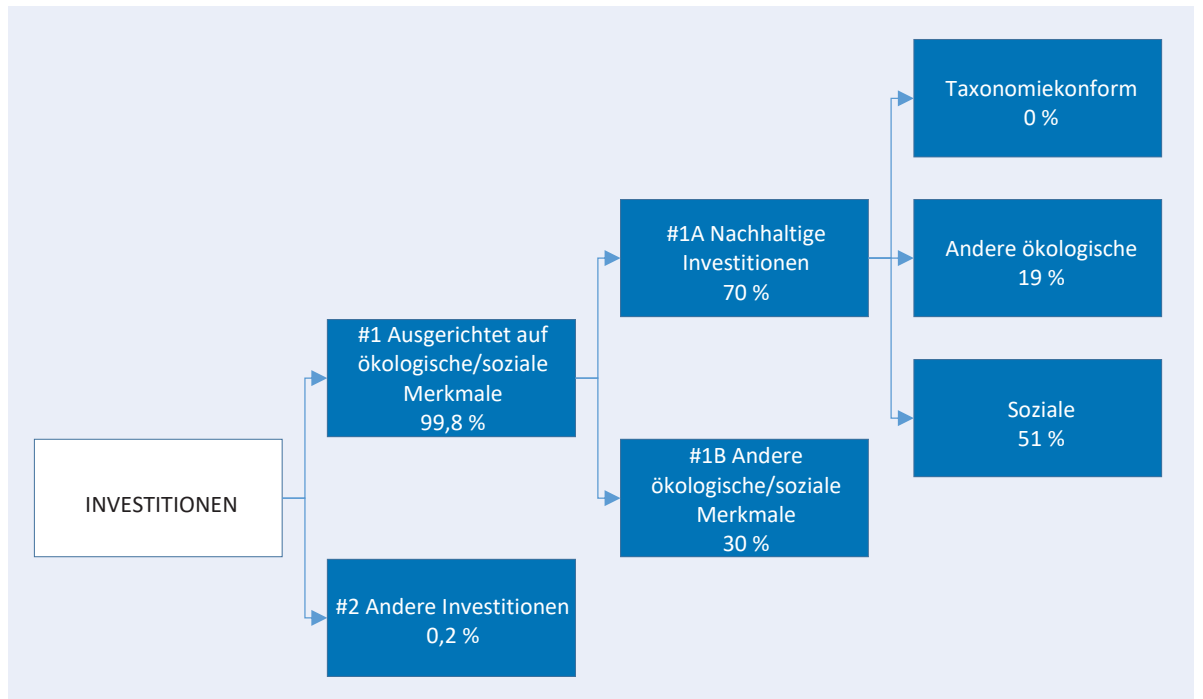 INVESTITIONEN
#1 Ausgerichtet auf
ökologische/soziale
Merkmale
99,8 %
#2 Andere Investitionen
0,2 %
#1A Nachhaltige
Investitionen
70 %
#1B Andere
ökologische/soziale
Merkmale
30 %
Taxonomiekonform
0 %
Andere ökologische
19 %
Soziale
51 %